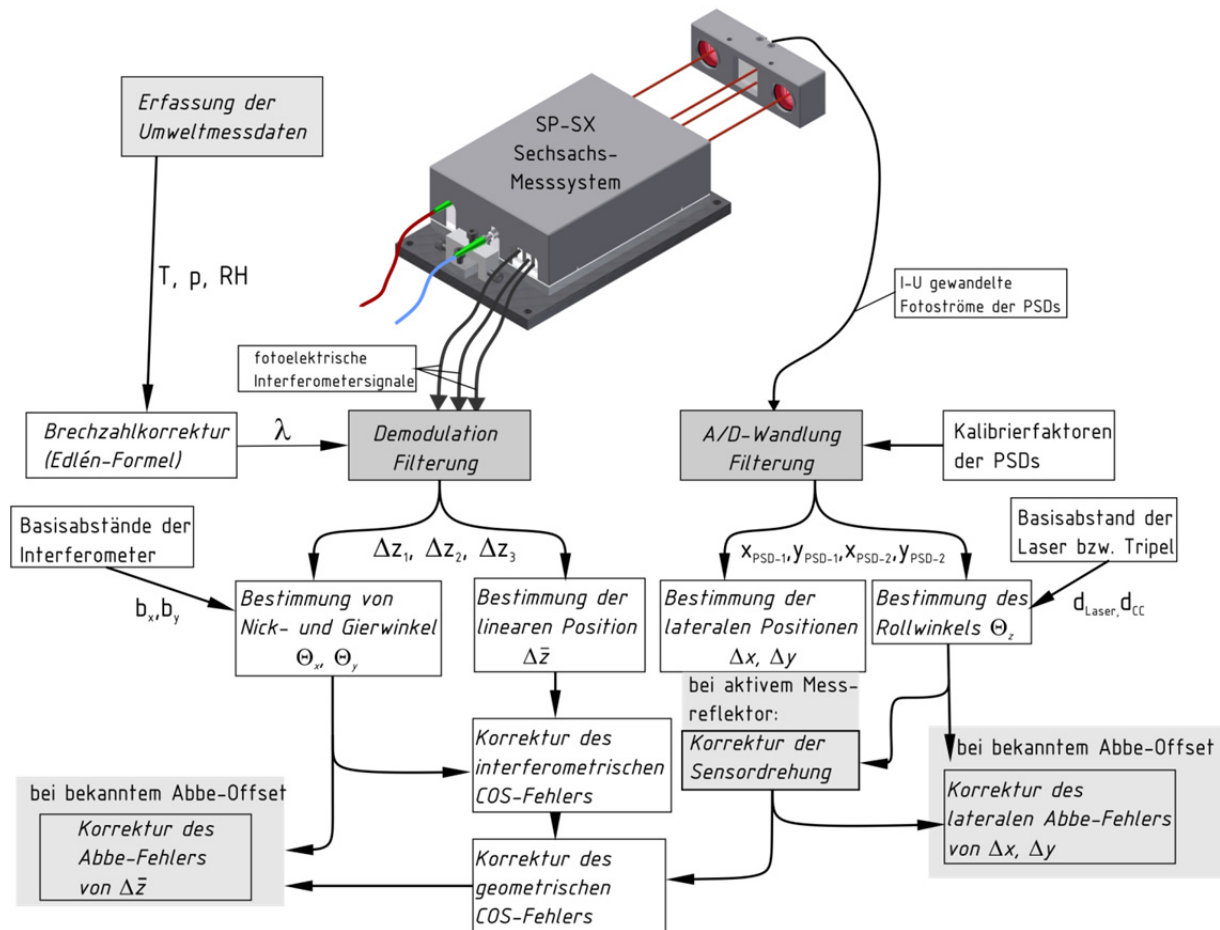 Erfassung der
Umweltmessdaten
SP-SX
Sechsachs-
Messsystem
T, p, RH
I-U gewandelte
Fotoströme der PSDs
fotoelektrische
Interferometersignale
Brechzahlkorrektur
(Edlén-Formel)
λ
Demodulation
Filterung
A/D-Wandlung
Filterung
Kalibrierfaktoren
der PSDs
Basisabstände der
Interferometer
Δz₁, Δz₂, Δz₃
x_PSD-1, y_PSD-1, x_PSD-2, y_PSD-2
Basisabstand der
Laser bzw. Tripel
bₓ,b_y
d_Laser, d_CC
Bestimmung von
Nick- und Gierwinkel
Θₓ, Θ_y
Bestimmung der
linearen Position
Δz̄
Bestimmung der
lateralen Positionen
Δx, Δy
Bestimmung des
Rollwinkels Θ_z
bei aktivem Mess-
reflektor:
Korrektur der
Sensordrehung
Korrektur des
interferometrischen
COS-Fehlers
bei bekanntem Abbe-Offset
Korrektur des
lateralen Abbe-Fehlers
von Δx, Δy
bei bekanntem Abbe-Offset
Korrektur des
Abbe-Fehlers
von Δz̄
Korrektur des
geometrischen
COS-Fehlers